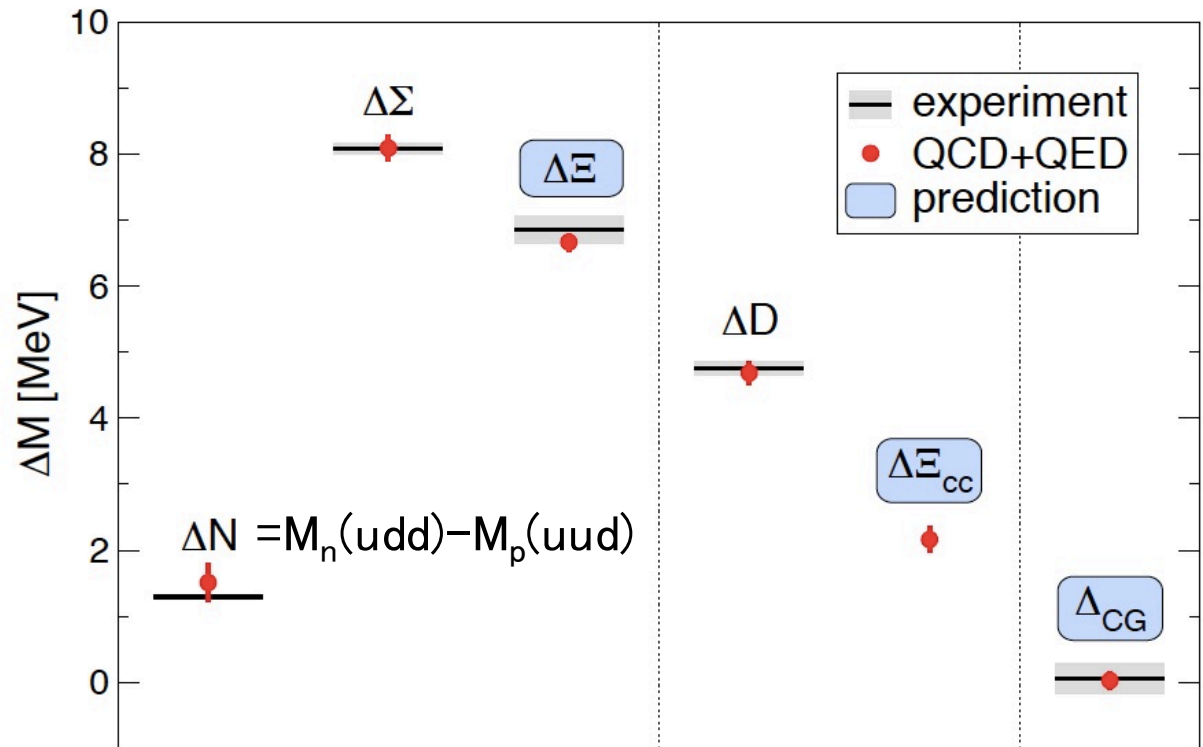 10
8
6
4
2
0
ΔM [MeV]
ΔΣ
ΔΞ
experiment
QCD+QED
prediction
ΔD
ΔΞcc
ΔN =Mn(udd)−Mp(uud)
ΔCG